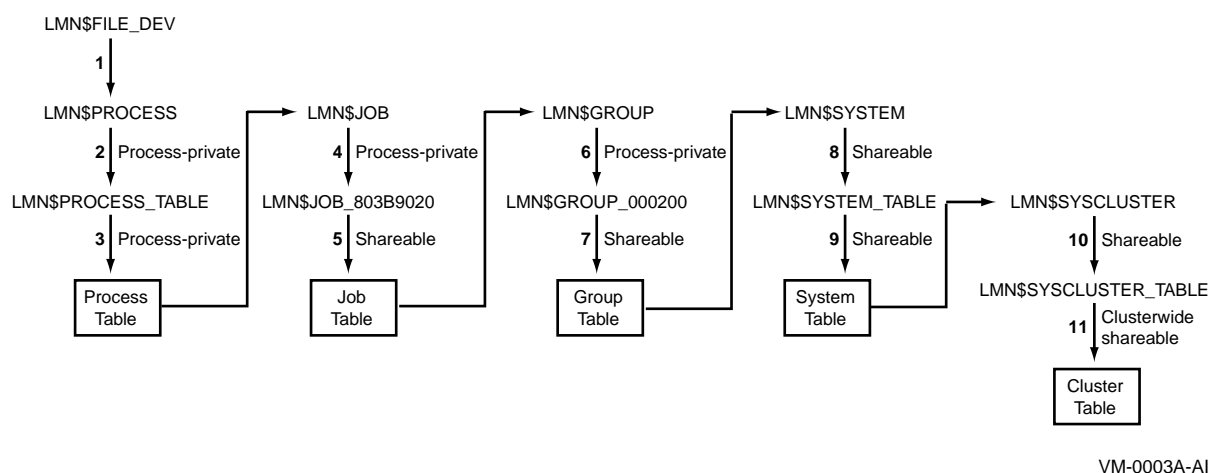 LMN$FILE_DEV
1
LMN$PROCESS
2 Process-private
LMN$PROCESS_TABLE
3 Process-private
Process
Table
LMN$JOB
4 Process-private
LMN$JOB_803B9020
5 Shareable
Job
Table
LMN$GROUP
6 Process-private
LMN$GROUP_000200
7 Shareable
Group
Table
LMN$SYSTEM
8 Shareable
LMN$SYSTEM_TABLE
9 Shareable
System
Table
LMN$SYSCLUSTER
10 Shareable
LMN$SYSCLUSTER_TABLE
11 Clusterwide
shareable
Cluster
Table
VM-0003A-AI